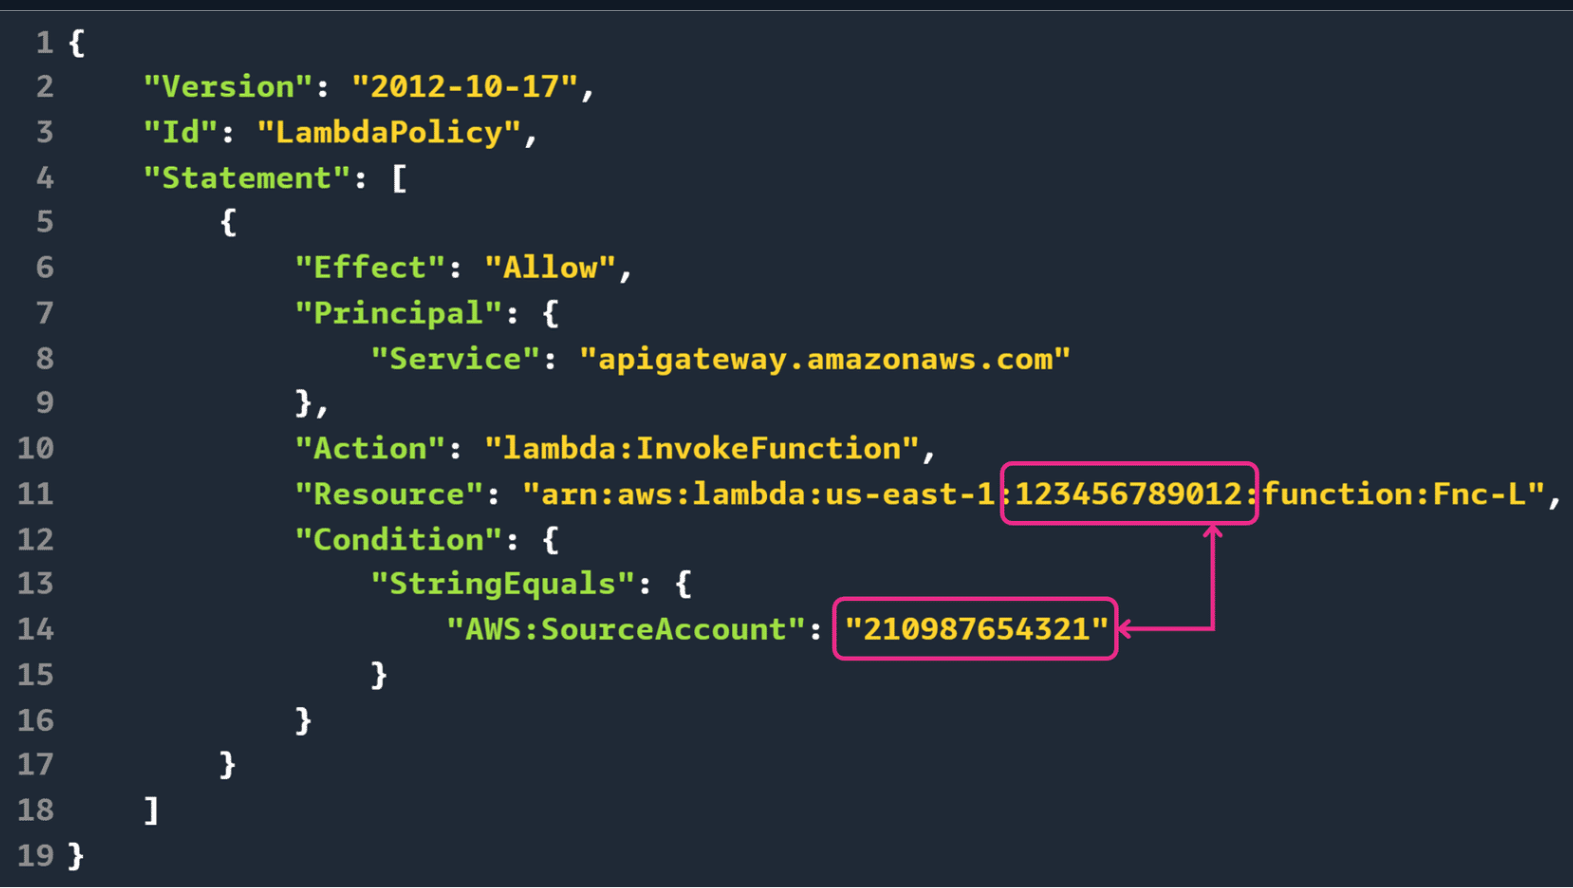 1 {
2     "Version": "2012-10-17",
3     "Id": "LambdaPolicy",
4     "Statement": [
5         {
6             "Effect": "Allow",
7             "Principal": {
8                 "Service": "apigateway.amazonaws.com"
9             },
10             "Action": "lambda:InvokeFunction",
11             "Resource": "arn:aws:lambda:us-east-1:123456789012:function:Fnc-L",
12             "Condition": {
13                 "StringEquals": {
14                     "AWS:SourceAccount": "210987654321"
15                 }
16             }
17         }
18     ]
19 }